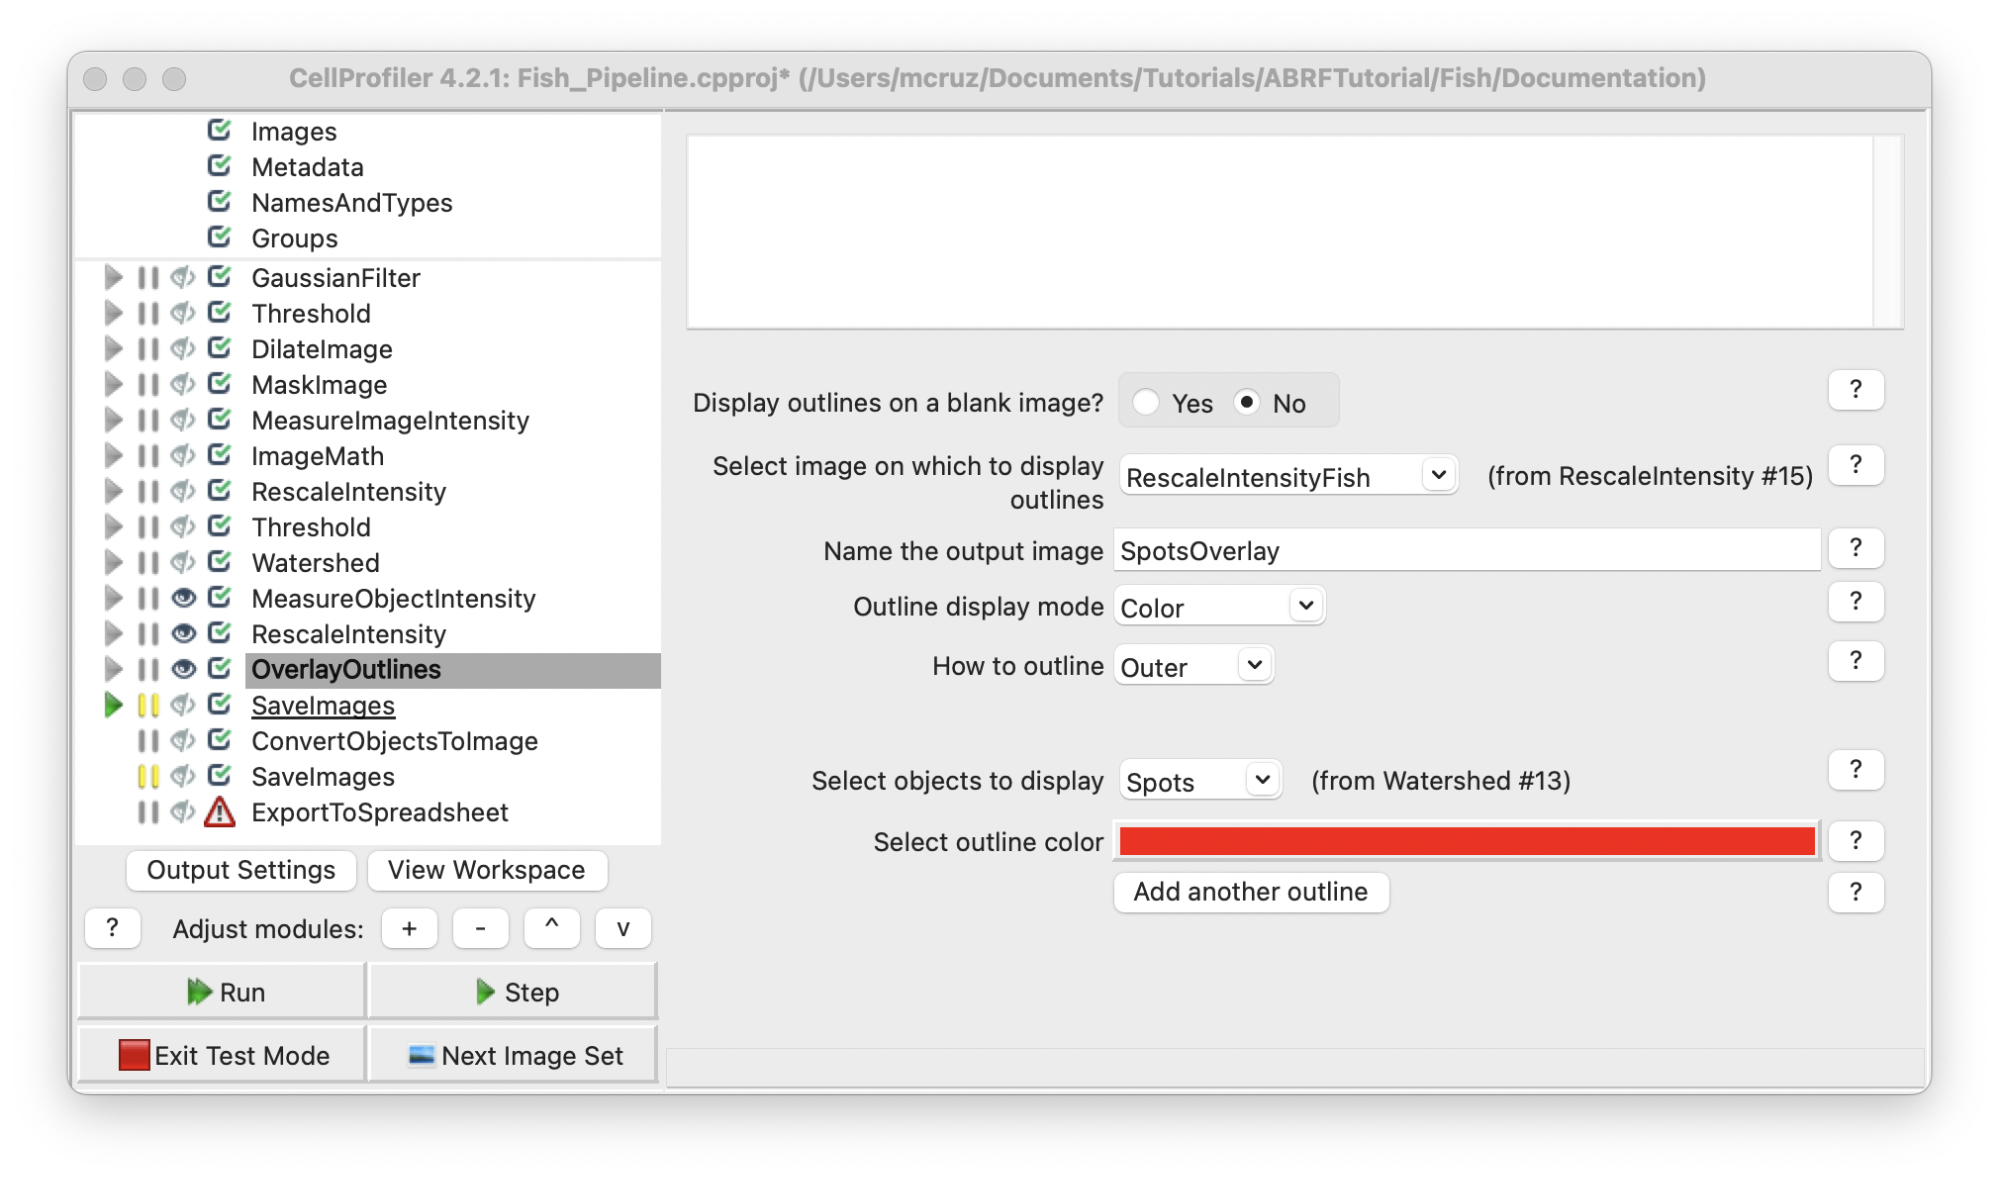 CellProfiler 4.2.1: Fish_Pipeline.cpproj* (/Users/mcruz/Documents/Tutorials/ABRFTutorial/Fish/Documentation)
Images
Metadata
NamesAndTypes
Groups
GaussianFilter
Threshold
DilateImage
MaskImage
MeasureImageIntensity
ImageMath
RescaleIntensity
Threshold
Watershed
MeasureObjectIntensity
RescaleIntensity
OverlayOutlines
SaveImages
ConvertObjectsToImage
SaveImages
ExportToSpreadsheet
Output Settings View Workspace
? Adjust modules: + - ^ v
Run Step
Exit Test Mode Next Image Set
Display outlines on a blank image? Yes No ?
Select image on which to display
outlines RescaleIntensityFish (from RescaleIntensity #15) ?
Name the output image SpotsOverlay ?
Outline display mode Color ?
How to outline Outer ?
Select objects to display Spots (from Watershed #13) ?
Select outline color ?
Add another outline ?